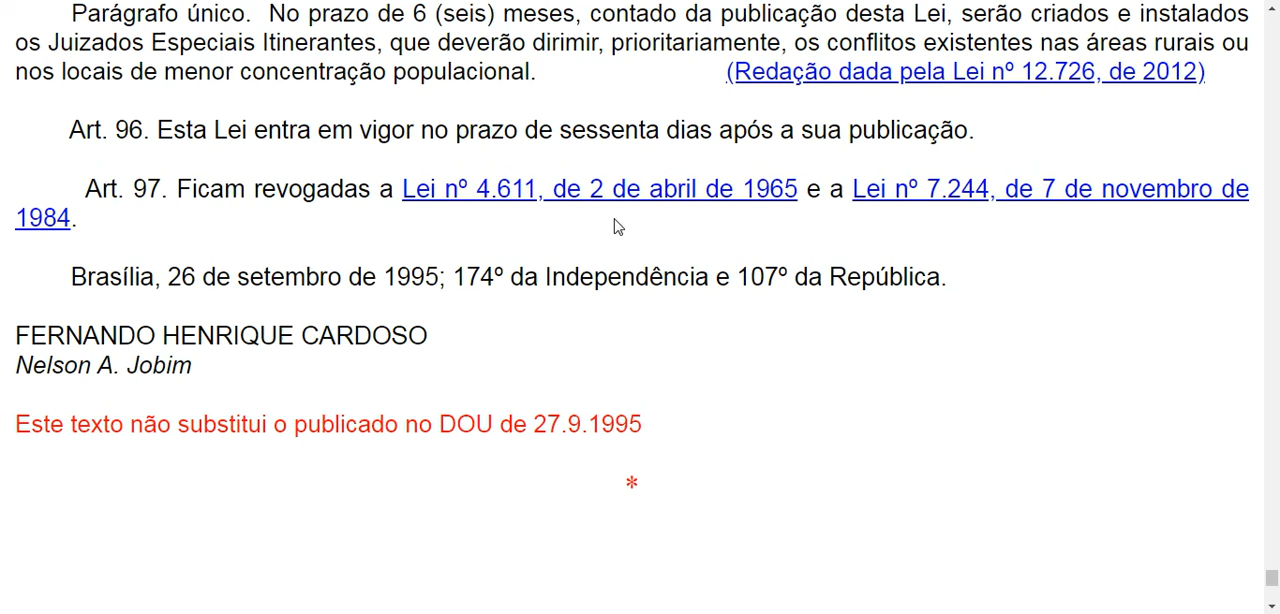 Parágrafo único. No prazo de 6 (seis) meses, contado da publicação desta Lei, serão criados e instalados
os Juizados Especiais Itinerantes, que deverão dirimir, prioritariamente, os conflitos existentes nas áreas rurais ou
nos locais de menor concentração populacional. (Redação dada pela Lei nº 12.726, de 2012)
Art. 96. Esta Lei entra em vigor no prazo de sessenta dias após a sua publicação.
Art. 97. Ficam revogadas a Lei nº 4.611, de 2 de abril de 1965 e a Lei nº 7.244, de 7 de novembro de
1984.
Brasília, 26 de setembro de 1995; 174º da Independência e 107º da República.
FERNANDO HENRIQUE CARDOSO
Nelson A. Jobim
Este texto não substitui o publicado no DOU de 27.9.1995
*